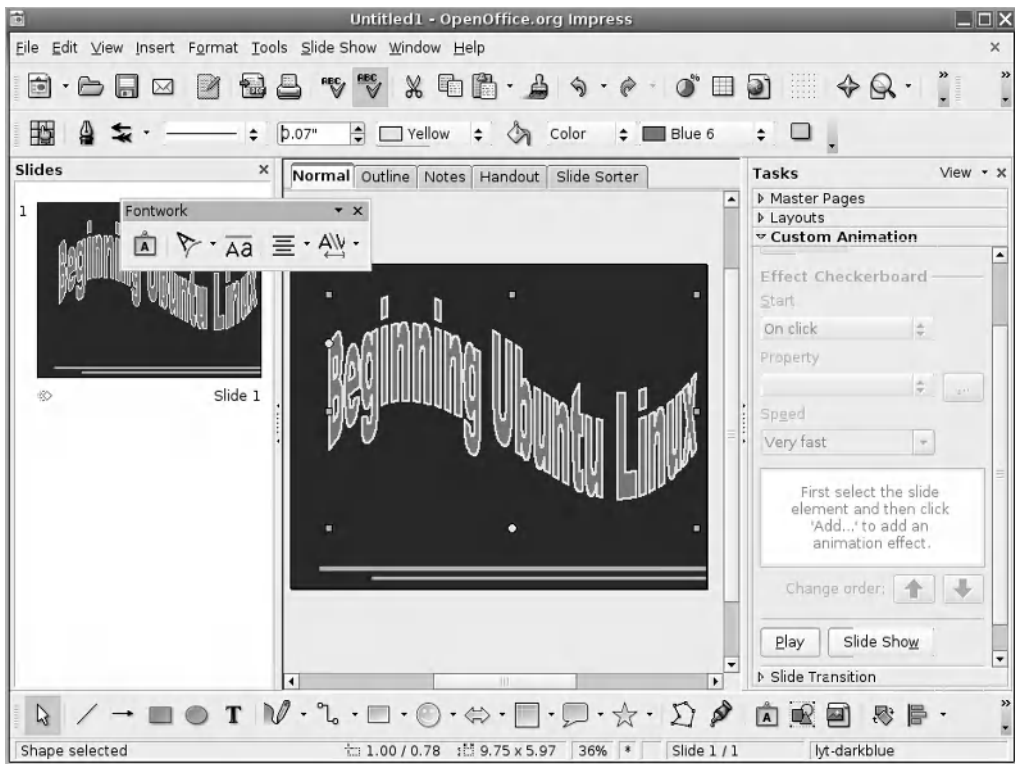 Untitled1 - OpenOffice.org Impress
File Edit View Insert Format Tools Slide Show Window Help
ABC ABC
0.07" Yellow Color Blue 6
Slides
Normal Outline Notes Handout Slide Sorter
Tasks View
1
Fontwork
A Aa AV
Beginning Ubuntu Linux
Slide 1
Beginning Ubuntu Linux
Master Pages
Layouts
Custom Animation
Effect Checkerboard
Start
On click
Property
...
Speed
Very fast
First select the slide
element and then click
'Add...' to add an
animation effect.
Change order:
Play Slide Show
Slide Transition
T A
Shape selected 1.00 / 0.78 9.75 x 5.97 36% * Slide 1 / 1 lyt-darkblue